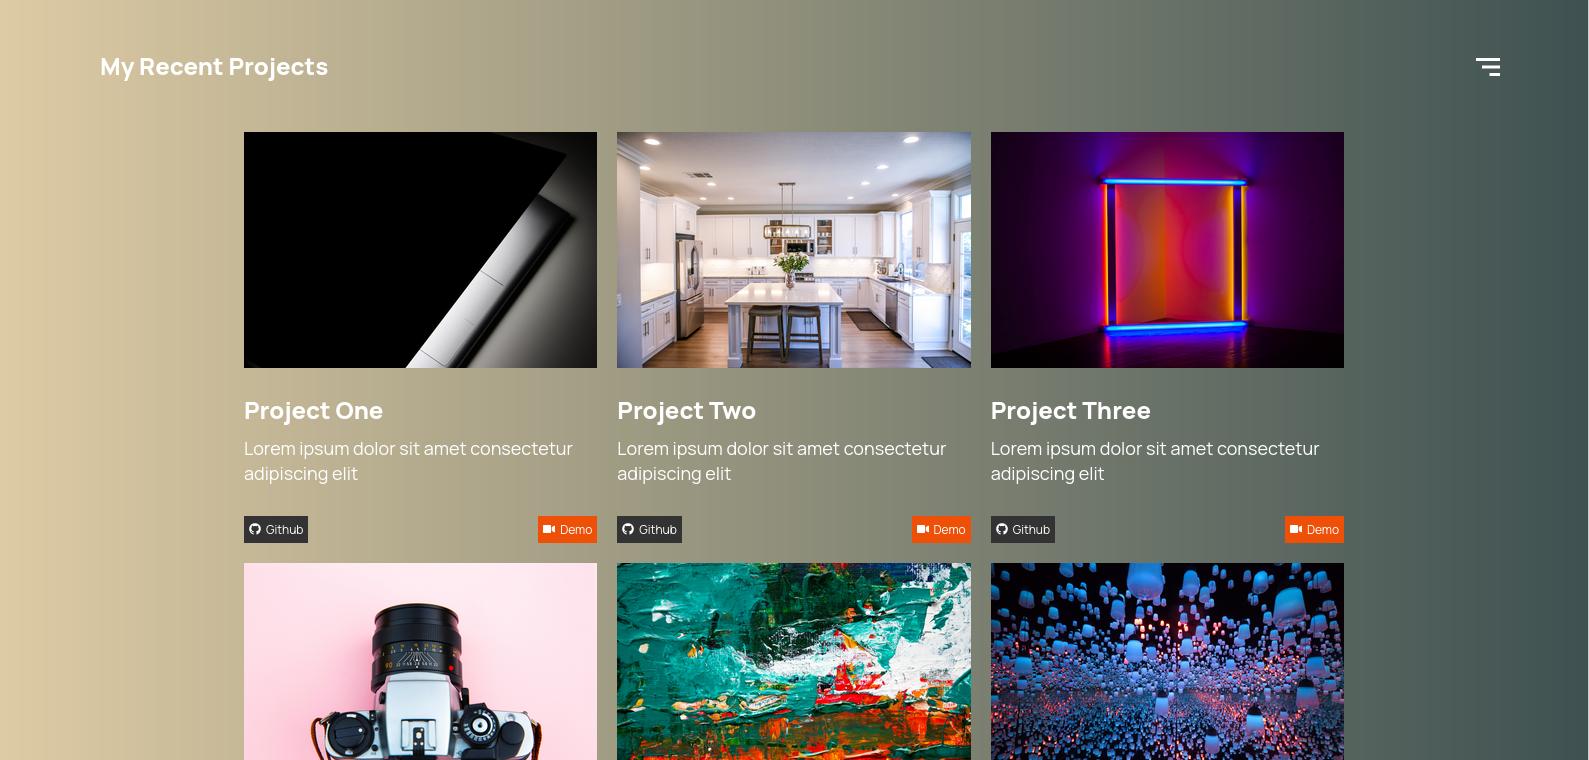 My Recent Projects
Project One
Lorem ipsum dolor sit amet consectetur
adipiscing elit
Github
Demo
Project Two
Lorem ipsum dolor sit amet consectetur
adipiscing elit
Github
Demo
Project Three
Lorem ipsum dolor sit amet consectetur
adipiscing elit
Github
Demo
90